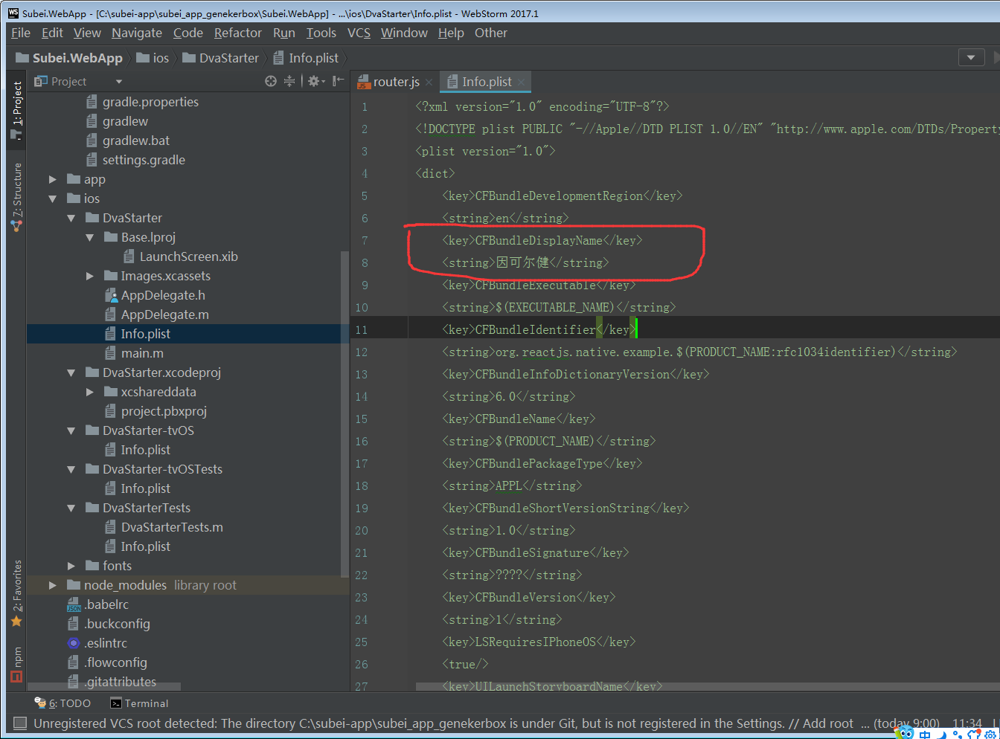 Subei.WebApp - [C:\subei-app\subei_app_genekerbox\Subei.WebApp] - ...\ios\DvaStarter\Info.plist - WebStorm 2017.1
File Edit View Navigate Code Refactor Run Tools VCS Window Help Other
Subei.WebApp ios DvaStarter Info.plist
Project
router.js Info.plist
1: Project
7: Structure
2: Favorites
npm
gradle.properties
gradlew
gradlew.bat
settings.gradle
app
ios
DvaStarter
Base.lproj
LaunchScreen.xib
Images.xcassets
AppDelegate.h
AppDelegate.m
Info.plist
main.m
DvaStarter.xcodeproj
xcshareddata
project.pbxproj
DvaStarter-tvOS
Info.plist
DvaStarter-tvOSTests
Info.plist
DvaStarterTests
DvaStarterTests.m
Info.plist
fonts
node_modules library root
.babelrc
.buckconfig
.eslintrc
.flowconfig
.gitattributes
1 <?xml version="1.0" encoding="UTF-8"?>
2 <!DOCTYPE plist PUBLIC "-//Apple//DTD PLIST 1.0//EN" "http://www.apple.com/DTDs/Property
3 <plist version="1.0">
4 <dict>
5 <key>CFBundleDevelopmentRegion</key>
6 <string>en</string>
7 <key>CFBundleDisplayName</key>
8 <string>因可尔健</string>
9 <key>CFBundleExecutable</key>
10 <string>$(EXECUTABLE_NAME)</string>
11 <key>CFBundleIdentifier</key>
12 <string>org.reactjs.native.example.$(PRODUCT_NAME:rfc1034identifier)</string>
13 <key>CFBundleInfoDictionaryVersion</key>
14 <string>6.0</string>
15 <key>CFBundleName</key>
16 <string>$(PRODUCT_NAME)</string>
17 <key>CFBundlePackageType</key>
18 <string>APPL</string>
19 <key>CFBundleShortVersionString</key>
20 <string>1.0</string>
21 <key>CFBundleSignature</key>
22 <string>????</string>
23 <key>CFBundleVersion</key>
24 <string>1</string>
25 <key>LSRequiresIPhoneOS</key>
26 <true/>
27 <key>UILaunchStoryboardName</key>
6: TODO Terminal
Unregistered VCS root detected: The directory C:\subei-app\subei_app_genekerbox is under Git, but is not registered in the Settings. // Add root ... (today 9:00) 11:34
中